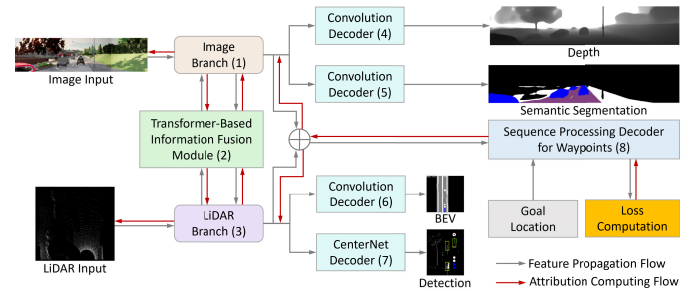 Image Input
Image
Branch (1)
Convolution
Decoder (4)
Depth
Convolution
Decoder (5)
Semantic Segmentation
Transformer-Based
Information Fusion
Module (2)
Sequence Processing Decoder
for Waypoints (8)
LiDAR Input
LiDAR
Branch (3)
Convolution
Decoder (6)
BEV
CenterNet
Decoder (7)
Detection
Goal
Location
Loss
Computation
Feature Propagation Flow
Attribution Computing Flow